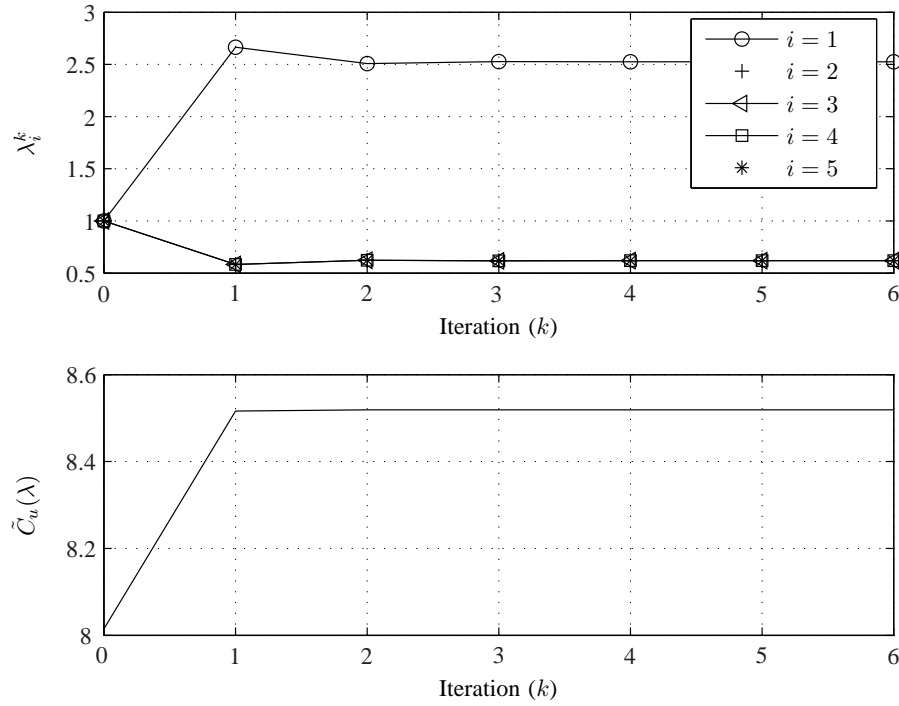 3
2.5
2
1.5
1
0.5
λ_i^k
0 1 2 3 4 5 6
Iteration (k)
i = 1
i = 2
i = 3
i = 4
i = 5
8.6
8.4
8.2
8
C̃_u(λ)
0 1 2 3 4 5 6
Iteration (k)